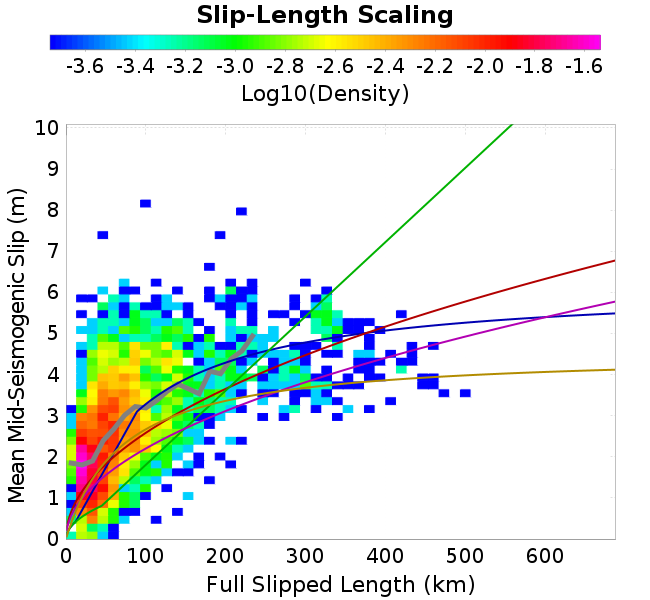 Slip-Length Scaling
-3.6 -3.4 -3.2 -3.0 -2.8 -2.6 -2.4 -2.2 -2.0 -1.8 -1.6
Log10(Density)
10
9
8
7
6
5
4
3
2
1
0
Mean Mid-Seismogenic Slip (m)
0 100 200 300 400 500 600
Full Slipped Length (km)